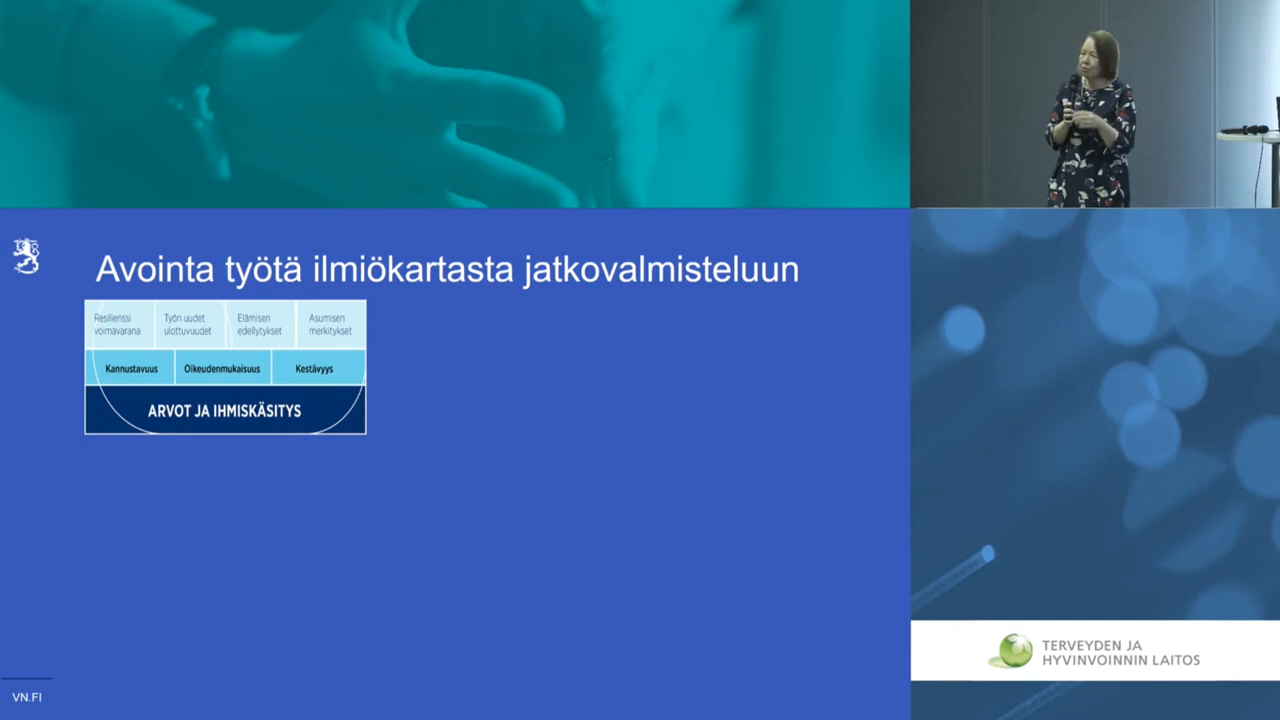 Avointa työtä ilmiökartasta jatkovalmisteluun
Resilienssi
voimavarana
Työn uudet
ulottuvuudet
Elämisen
edellytykset
Asumisen
merkitykset
Kannustavuus
Oikeudenmukaisuus
Kestävyys
ARVOT JA IHMISKÄSITYS
VN.FI
TERVEYDEN JA
HYVINVOINNIN LAITOS